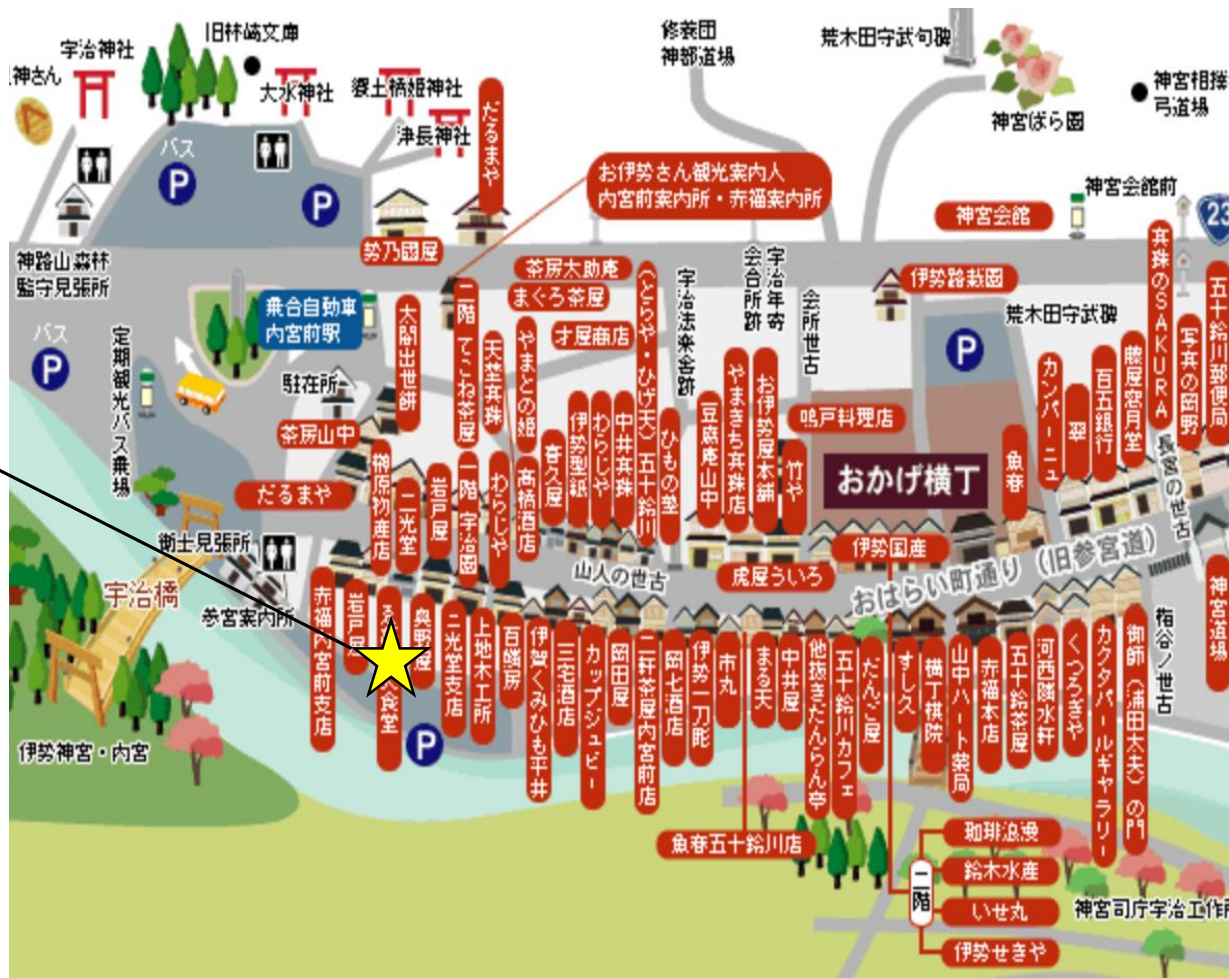 宇治神社
旧林崎文庫
神さん
大水神社
饗土橋姫神社
津長神社
だるまや
修養団
神都道場
荒木田守武句碑
神宮ばら園
神宮相撲
弓道場
バス
P
P
お伊勢さん観光案内人
内宮前案内所・赤福案内所
神宮会館
神宮会館前
23
神路山森林
監守見張所
勢乃國屋
茶房太助庵
まぐろ茶屋
才屋商店
宇治法楽舎跡
宇治年寄
会合所跡
会所世古
伊勢路栽園
荒木田守武碑
P
真珠のSAKURA
写真の岡野
五十鈴川郵便局
バス
P
定期観光バス乗場
乗合自動車
内宮前駅
駐在所
太閤出世餅
二階 てこね茶屋
天埜真珠
やまとの姫
(とらや・ひげ天)五十鈴川
茶房山中
だるまや
榊原物産店
二光堂
岩戸屋
一階 宇治園
わらじや
高橋酒店
喜久屋
伊勢型紙
わらじや
中井真珠
ひもの塾
豆腐庵山中
やまきち真珠店
お伊勢屋本舗
竹や
鳴戸料理店
おかげ横丁
魚春
カンパーニュ
翠
百五銀行
藤屋窓月堂
長宮の世古
衛士見張所
宇治橋
参宮案内所
山人の世古
虎屋ういろ
伊勢国産
おはらい町通り(旧参宮道)
神宮道場
伊勢神宮・内宮
赤福内宮前支店
岩戸屋
食堂
奥野屋
二光堂支店
上地木工所
百鱗房
伊賀くみひも平井
三宅酒店
カップジュビー
岡田屋
二軒茶屋内宮前店
岡七酒店
伊勢一刀彫
市丸
まる天
中井屋
他抜きたんらん亭
五十鈴川カフェ
だんご屋
すし久
横丁棋院
山中ハート薬局
赤福本店
五十鈴茶屋
河西陵水軒
くつろぎや
カクタパールギャラリー
御師(浦田太夫)の門
梅谷ノ世古
P
魚春五十鈴川店
二階
珈琲浪漫
鈴木水産
いせ丸
伊勢せきや
神宮司庁宇治工作所